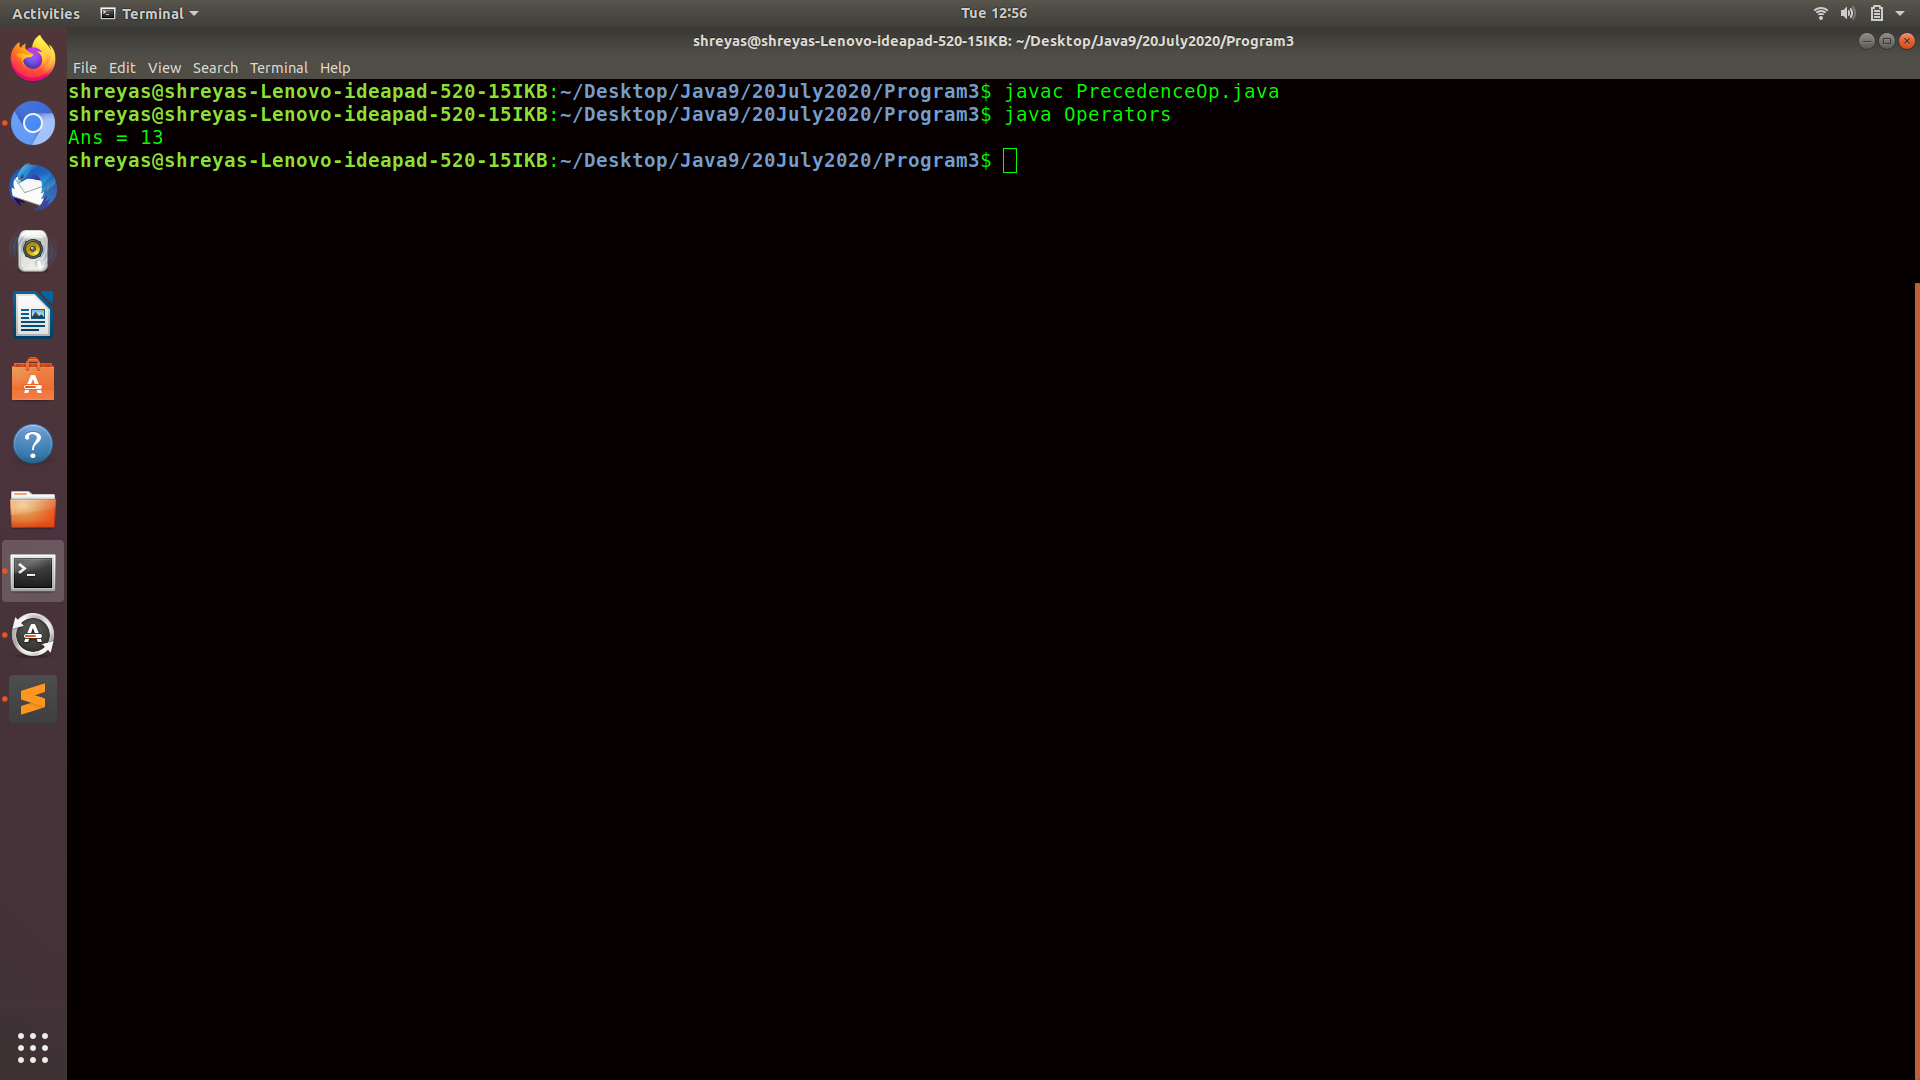 Activities Terminal Tue 12:56
shreyas@shreyas-Lenovo-ideapad-520-15IKB: ~/Desktop/Java9/20July2020/Program3
File Edit View Search Terminal Help
shreyas@shreyas-Lenovo-ideapad-520-15IKB:~/Desktop/Java9/20July2020/Program3$ javac PrecedenceOp.java
shreyas@shreyas-Lenovo-ideapad-520-15IKB:~/Desktop/Java9/20July2020/Program3$ java Operators
Ans = 13
shreyas@shreyas-Lenovo-ideapad-520-15IKB:~/Desktop/Java9/20July2020/Program3$